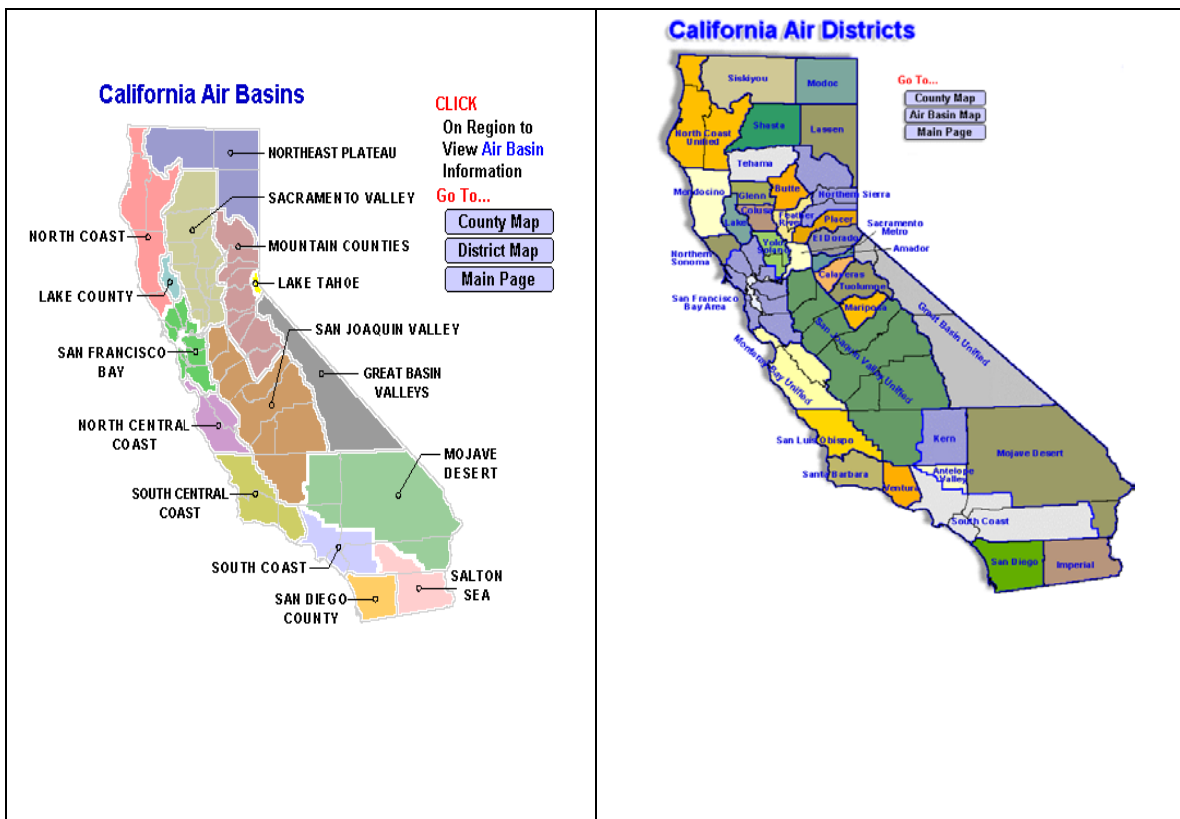 California Air Basins
CLICK
On Region to
View Air Basin
Information
Go To...
County Map
District Map
Main Page
NORTHEAST PLATEAU
SACRAMENTO VALLEY
NORTH COAST
MOUNTAIN COUNTIES
LAKE TAHOE
LAKE COUNTY
SAN JOAQUIN VALLEY
SAN FRANCISCO
BAY
GREAT BASIN
VALLEYS
NORTH CENTRAL
COAST
MOJAVE
DESERT
SOUTH CENTRAL
COAST
SOUTH COAST
SALTON
SEA
SAN DIEGO
COUNTY
California Air Districts
Go To...
County Map
Air Basin Map
Main Page
Siskiyou
Modoc
North Coast
Unified
Shasta
Lassen
Tehama
Mendocino
Glenn
Butte
Northern Sierra
Colusa
Feather
River
Placer
Lake
Sacramento
Metro
El Dorado
Yolo
Solano
Amador
Northern
Sonoma
Calaveras
Tuolumne
San Francisco
Bay Area
Mariposa
Great Basin Unified
San Joaquin Valley Unified
Monterey Bay Unified
San Luis Obispo
Kern
Mojave Desert
Santa Barbara
Antelope
Valley
Ventura
South Coast
San Diego
Imperial